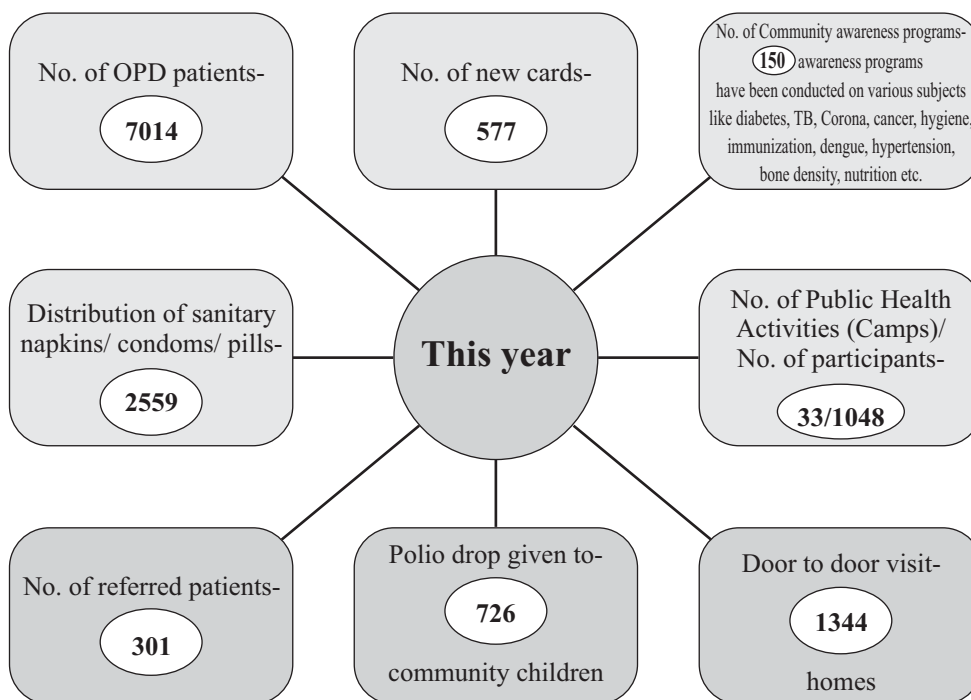 No. of OPD patients-
7014
No. of new cards-
577
No. of Community awareness programs-
150 awareness programs
have been conducted on various subjects
like diabetes, TB, Corona, cancer, hygiene,
immunization, dengue, hypertension,
bone density, nutrition etc.
Distribution of sanitary
napkins/ condoms/ pills-
2559
This year
No. of Public Health
Activities (Camps)/
No. of participants-
33/1048
No. of referred patients-
301
Polio drop given to-
726
community children
Door to door visit-
1344
homes